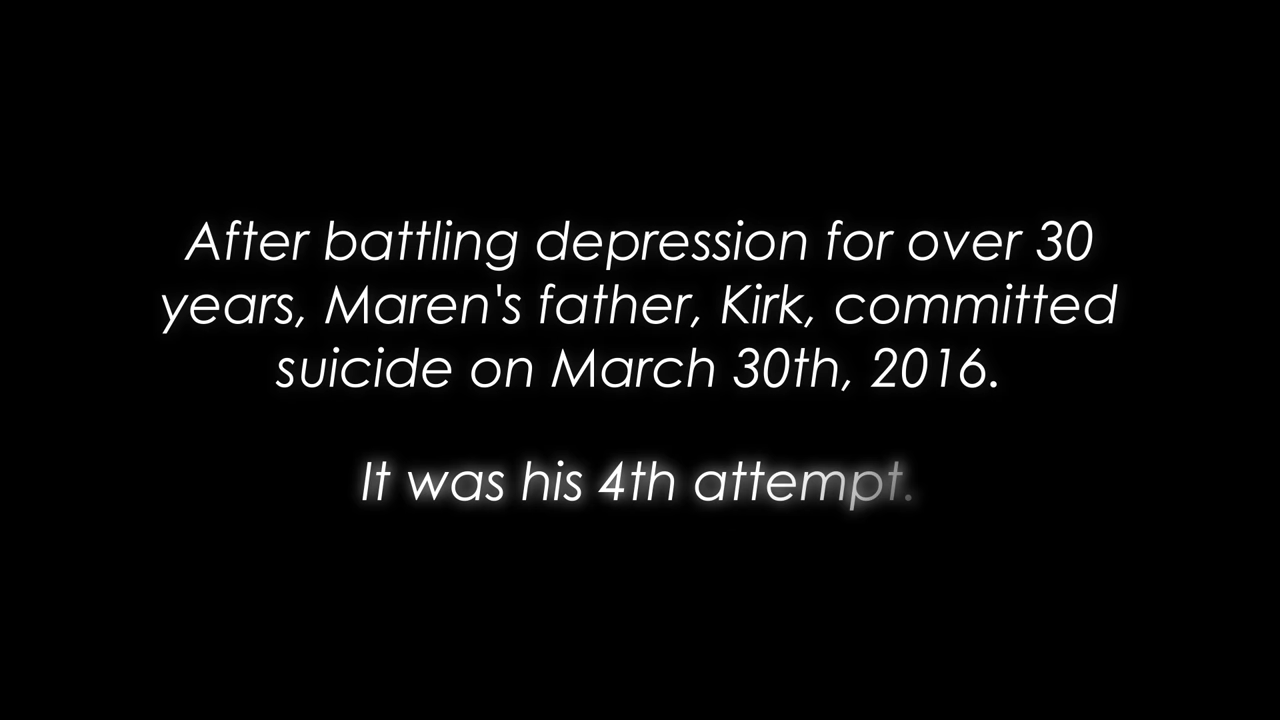 After battling depression for over 30
years, Maren's father, Kirk, committed
suicide on March 30th, 2016.
It was his 4th attempt.